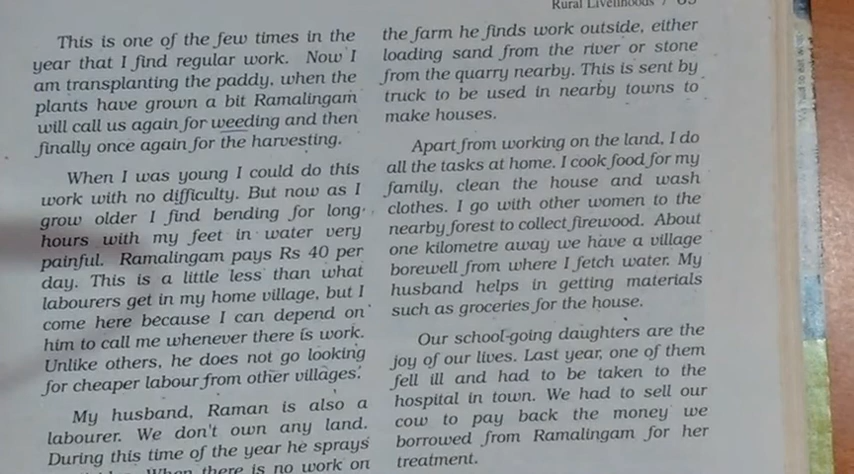 Rural Livelihoods /
This is one of the few times in the
year that I find regular work. Now I
am transplanting the paddy, when the
plants have grown a bit Ramalingam
will call us again for weeding and then
finally once again for the harvesting.
When I was young I could do this
work with no difficulty. But now as I
grow older I find bending for long
hours with my feet in water very
painful. Ramalingam pays Rs 40 per
day. This is a little less than what
labourers get in my home village, but I
come here because I can depend on
him to call me whenever there is work.
Unlike others, he does not go looking
for cheaper labour from other villages.
My husband, Raman is also a
labourer. We don't own any land.
During this time of the year he sprays
When there is no work on
the farm he finds work outside, either
loading sand from the river or stone
from the quarry nearby. This is sent by
truck to be used in nearby towns to
make houses.
Apart from working on the land, I do
all the tasks at home. I cook food for my
family, clean the house and wash
clothes. I go with other women to the
nearby forest to collect firewood. About
one kilometre away we have a village
borewell from where I fetch water. My
husband helps in getting materials
such as groceries for the house.
Our school-going daughters are the
joy of our lives. Last year, one of them
fell ill and had to be taken to the
hospital in town. We had to sell our
cow to pay back the money we
borrowed from Ramalingam for her
treatment.